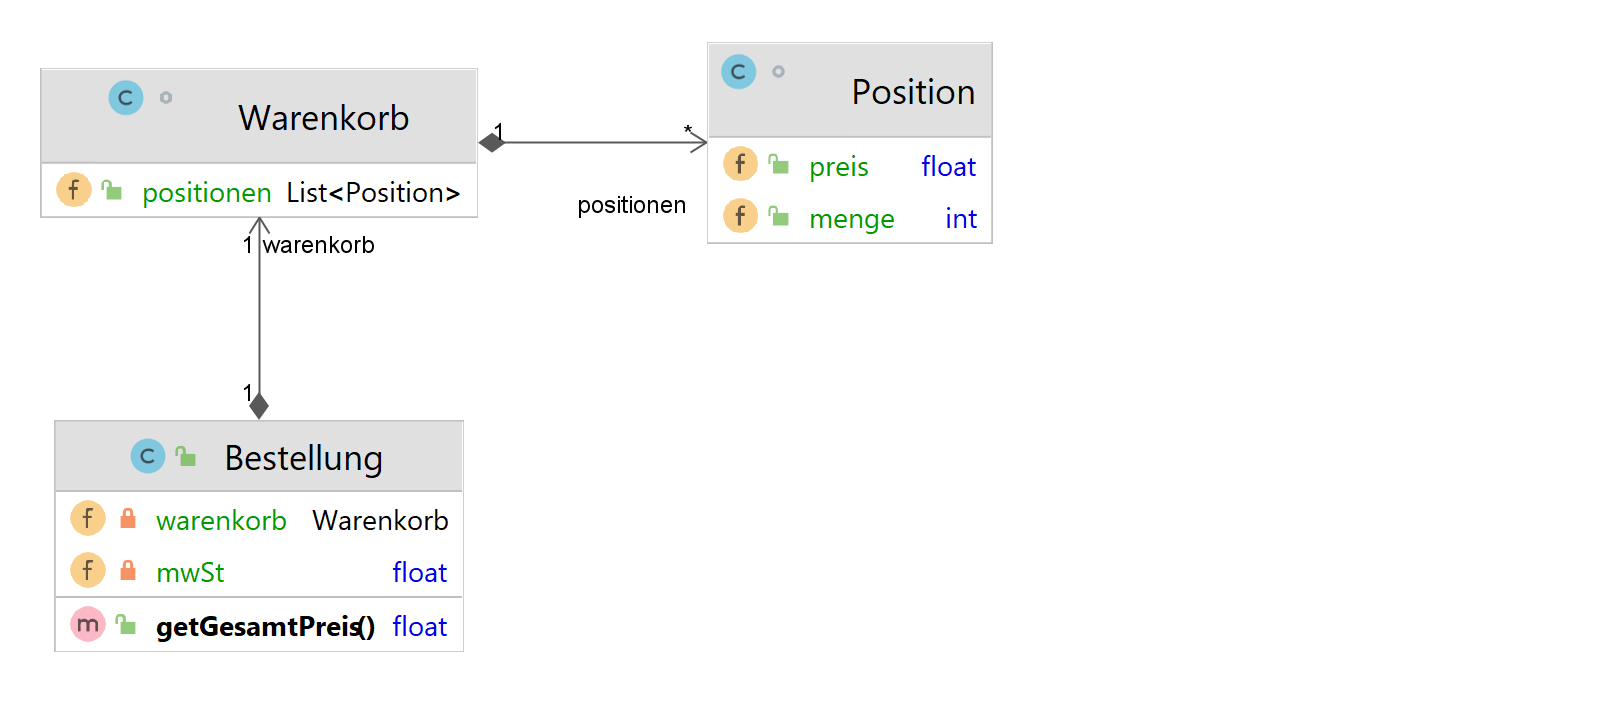 C Warenkorb
f positionen List<Position>
1 *
positionen
C Position
f preis float
f menge int
1 warenkorb
1
C Bestellung
f warenkorb Warenkorb
f mwSt float
m getGesamtPreis() float